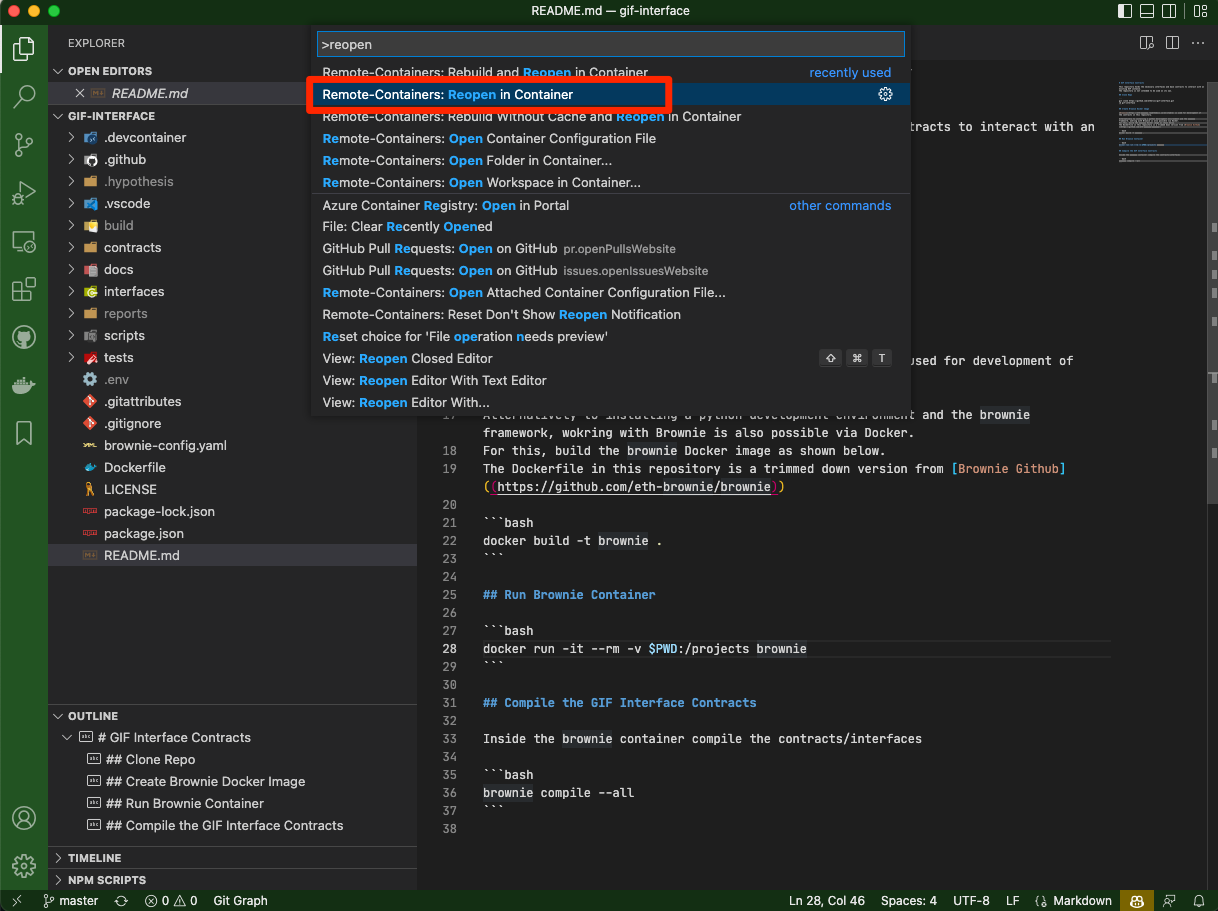 README.md — gif-interface
EXPLORER
OPEN EDITORS
README.md
GIF-INTERFACE
.devcontainer
.github
.hypothesis
.vscode
build
contracts
docs
interfaces
reports
scripts
tests
.env
.gitattributes
.gitignore
brownie-config.yaml
Dockerfile
LICENSE
package-lock.json
package.json
README.md
OUTLINE
# GIF Interface Contracts
## Clone Repo
## Create Brownie Docker Image
## Run Brownie Container
## Compile the GIF Interface Contracts
TIMELINE
NPM SCRIPTS
>reopen
Remote-Containers: Rebuild and Reopen in Container recently used
Remote-Containers: Reopen in Container
Remote-Containers: Rebuild Without Cache and Reopen in Container
Remote-Containers: Open Container Configuration File
Remote-Containers: Open Folder in Container...
Remote-Containers: Open Workspace in Container...
Azure Container Registry: Open in Portal other commands
File: Clear Recently Opened
GitHub Pull Requests: Open on GitHub pr.openPullsWebsite
GitHub Pull Requests: Open on GitHub issues.openIssuesWebsite
Remote-Containers: Open Attached Container Configuration File...
Remote-Containers: Reset Don't Show Reopen Notification
Reset choice for 'File operation needs preview'
View: Reopen Closed Editor ⇧ ⌘ T
View: Reopen Editor With Text Editor
View: Reopen Editor With...
tracts to interact with an
used for development of
17 Alternatively to installing a python development environment and the brownie
framework, wokring with Brownie is also possible via Docker.
18 For this, build the brownie Docker image as shown below.
19 The Dockerfile in this repository is a trimmed down version from [Brownie Github]
((https://github.com/eth-brownie/brownie))
20
21 ```bash
22 docker build -t brownie .
23 ```
24
25 ## Run Brownie Container
26
27 ```bash
28 docker run -it --rm -v $PWD:/projects brownie
29 ```
30
31 ## Compile the GIF Interface Contracts
32
33 Inside the brownie container compile the contracts/interfaces
34
35 ```bash
36 brownie compile --all
37 ```
38
master 0 0 Git Graph Ln 28, Col 46 Spaces: 4 UTF-8 LF Markdown